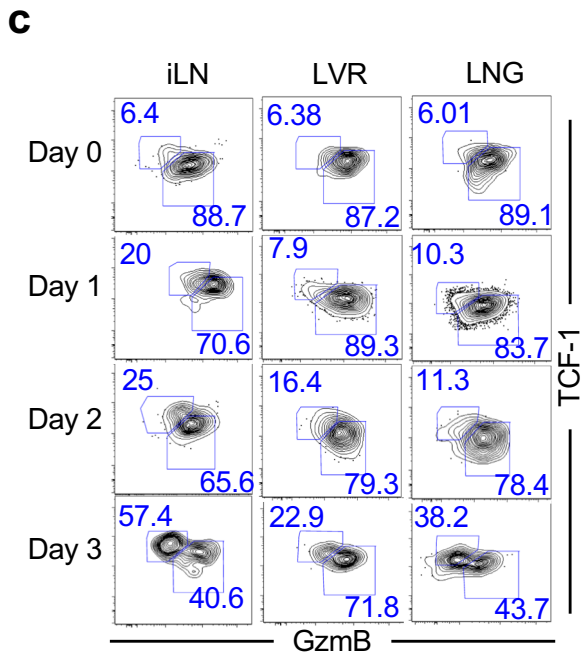 c
iLN LVR LNG
Day 0
6.4 6.38 6.01
88.7 87.2 89.1
Day 1
20 7.9 10.3
70.6 89.3 83.7
Day 2
25 16.4 11.3
65.6 79.3 78.4
Day 3
57.4 22.9 38.2
40.6 71.8 43.7
TCF-1
GzmB